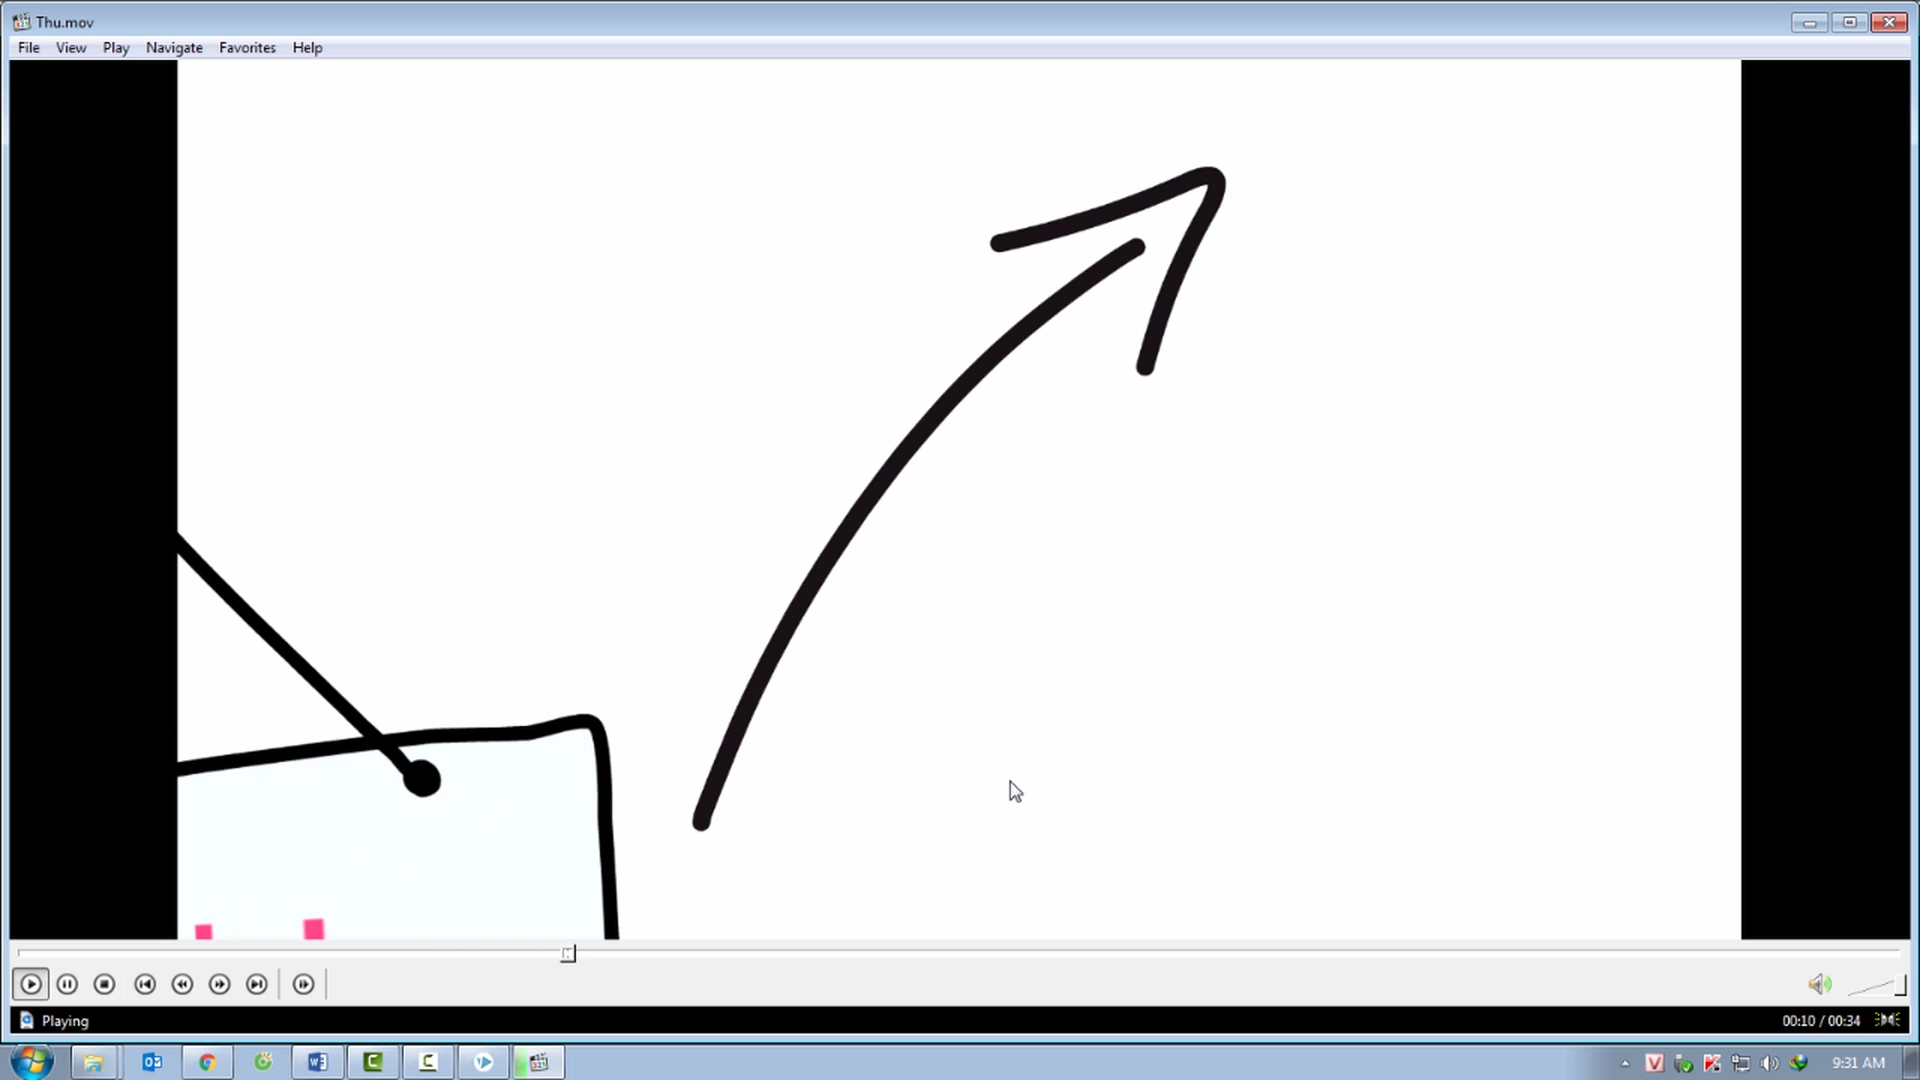 Thu.mov
File View Play Navigate Favorites Help
Playing
00:10 / 00:34
9:31 AM